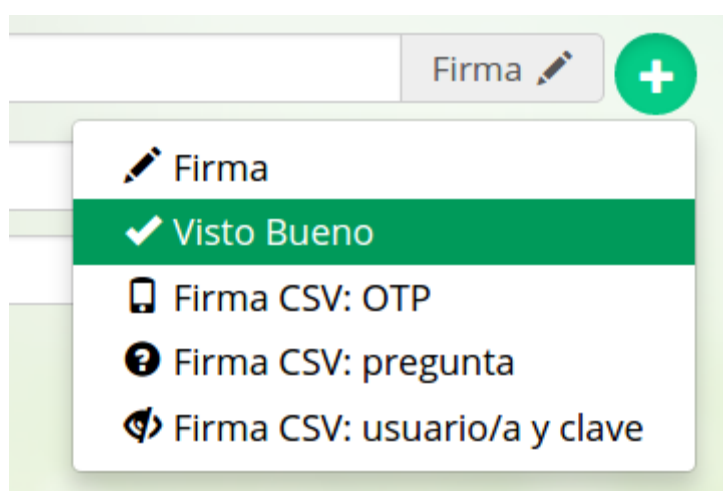 Firma
Firma
Visto Bueno
Firma CSV: OTP
Firma CSV: pregunta
Firma CSV: usuario/a y clave